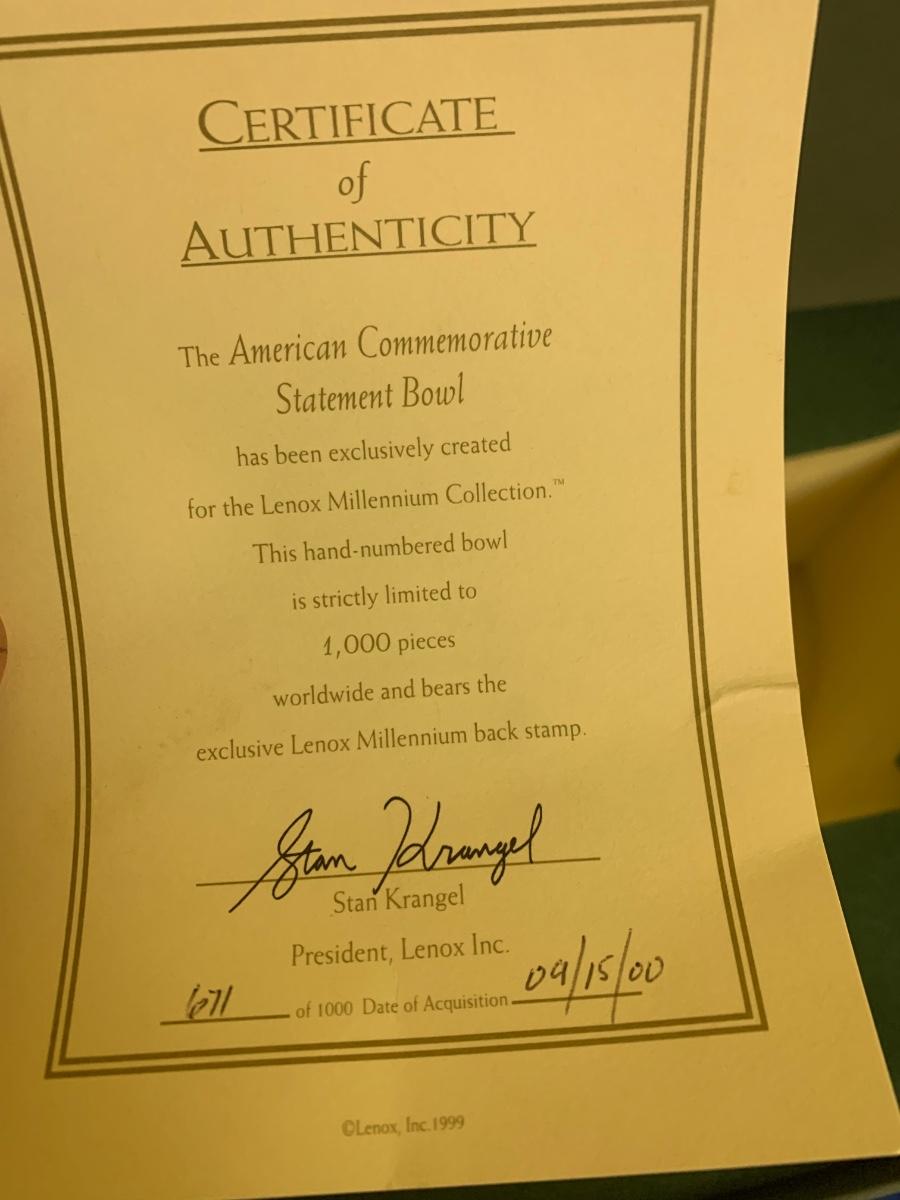 CERTIFICATE
of
AUTHENTICITY
The American Commemorative
Statement Bowl
has been exclusively created
for the Lenox Millennium Collection.™
This hand-numbered bowl
is strictly limited to
1,000 pieces
worldwide and bears the
exclusive Lenox Millennium back stamp.
Stan Krangel
Stan Krangel
President, Lenox Inc.
671 of 1000 Date of Acquisition 09/15/00
©Lenox, Inc.1999